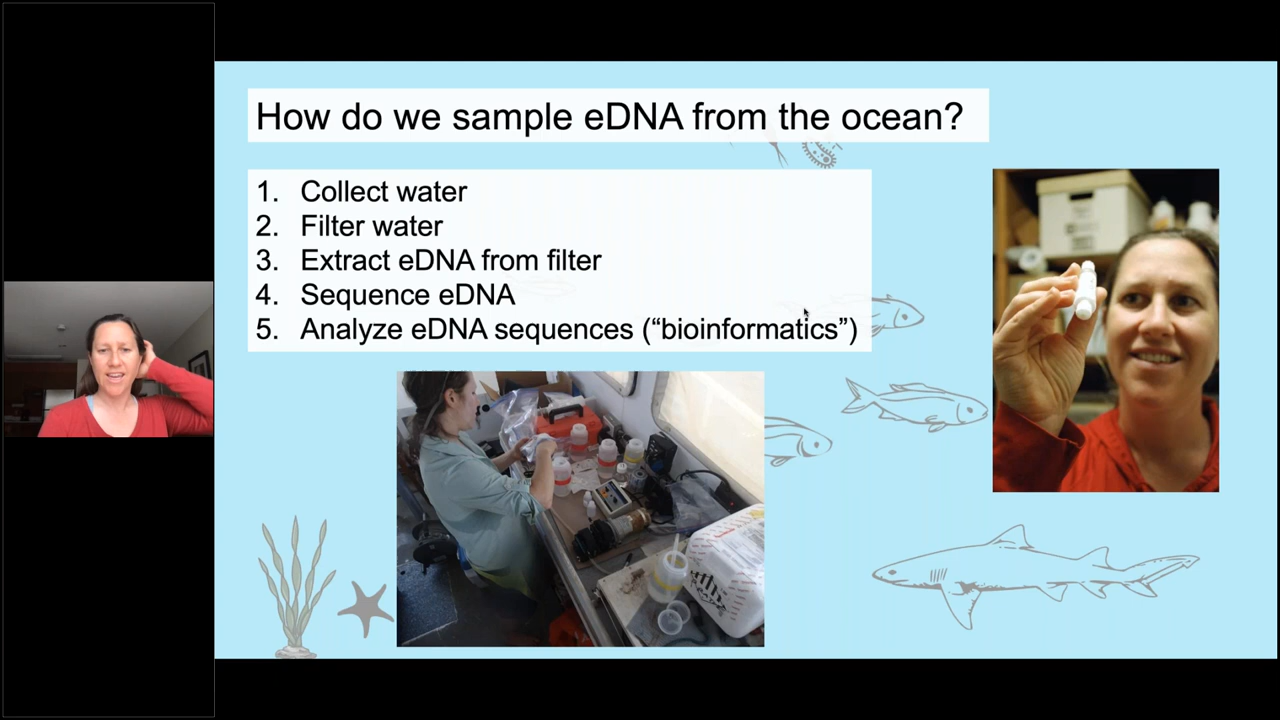 How do we sample eDNA from the ocean?
1. Collect water
2. Filter water
3. Extract eDNA from filter
4. Sequence eDNA
5. Analyze eDNA sequences (“bioinformatics”)